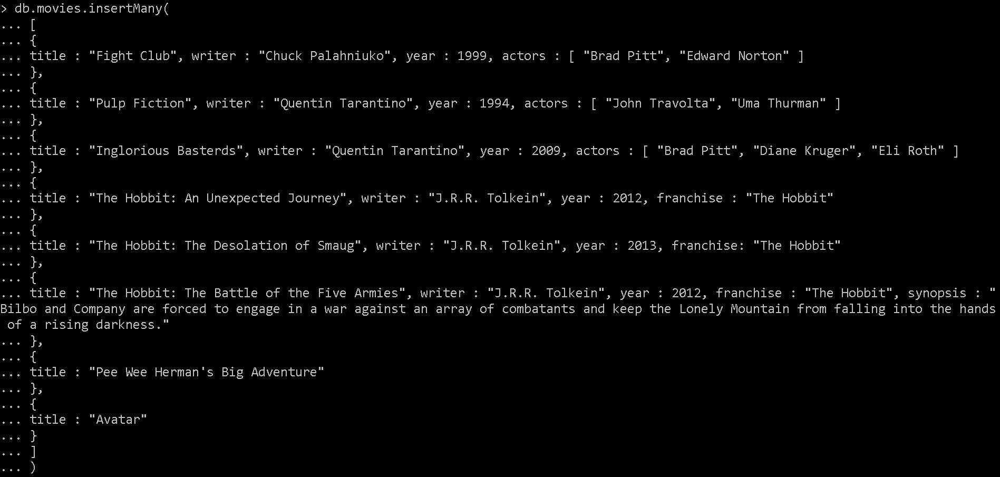 > db.movies.insertMany(
... [
... {
... title : "Fight Club", writer : "Chuck Palahniuko", year : 1999, actors : [ "Brad Pitt", "Edward Norton" ]
... },
... {
... title : "Pulp Fiction", writer : "Quentin Tarantino", year : 1994, actors : [ "John Travolta", "Uma Thurman" ]
... },
... {
... title : "Inglorious Basterds", writer : "Quentin Tarantino", year : 2009, actors : [ "Brad Pitt", "Diane Kruger", "Eli Roth" ]
... },
... {
... title : "The Hobbit: An Unexpected Journey", writer : "J.R.R. Tolkein", year : 2012, franchise : "The Hobbit"
... },
... {
... title : "The Hobbit: The Desolation of Smaug", writer : "J.R.R. Tolkein", year : 2013, franchise: "The Hobbit"
... },
... {
... title : "The Hobbit: The Battle of the Five Armies", writer : "J.R.R. Tolkein", year : 2012, franchise : "The Hobbit", synopsis : "
Bilbo and Company are forced to engage in a war against an array of combatants and keep the Lonely Mountain from falling into the hands
 of a rising darkness."
... },
... {
... title : "Pee Wee Herman's Big Adventure"
... },
... {
... title : "Avatar"
... }
... ]
... )